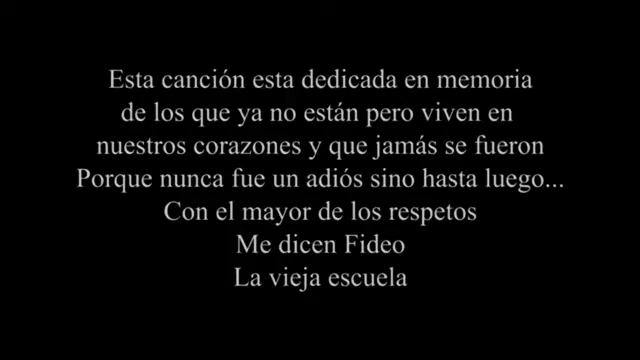 Esta canción esta dedicada en memoria
de los que ya no están pero viven en
nuestros corazones y que jamás se fueron
Porque nunca fue un adiós sino hasta luego...
Con el mayor de los respetos
Me dicen Fideo
La vieja escuela